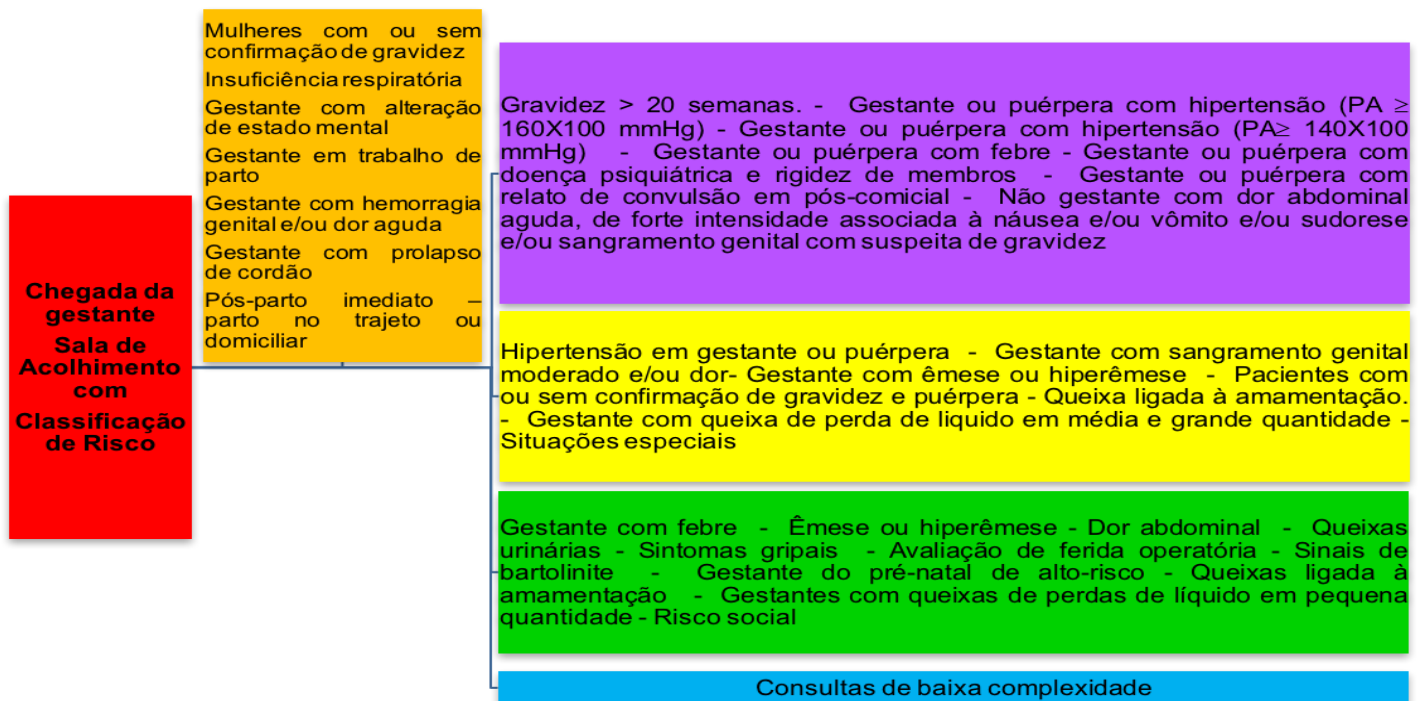 Chegada da
gestante
Sala de
Acolhimento
com
Classificação
de Risco
Mulheres com ou sem
confirmação de gravidez
Insuficiência respiratória
Gestante com alteração
de estado mental
Gestante em trabalho de
parto
Gestante com hemorragia
genital e/ou dor aguda
Gestante com prolapso
de cordão
Pós-parto imediato –
parto no trajeto ou
domiciliar
Gravidez > 20 semanas. - Gestante ou puérpera com hipertensão (PA ≥
160X100 mmHg) - Gestante ou puérpera com hipertensão (PA≥ 140X100
mmHg) - Gestante ou puérpera com febre - Gestante ou puérpera com
doença psiquiátrica e rigidez de membros - Gestante ou puérpera com
relato de convulsão em pós-comicial - Não gestante com dor abdominal
aguda, de forte intensidade associada à náusea e/ou vômito e/ou sudorese
e/ou sangramento genital com suspeita de gravidez
Hipertensão em gestante ou puérpera - Gestante com sangramento genital
moderado e/ou dor- Gestante com êmese ou hiperêmese - Pacientes com
ou sem confirmação de gravidez e puérpera - Queixa ligada à amamentação.
- Gestante com queixa de perda de liquido em média e grande quantidade -
Situações especiais
Gestante com febre - Êmese ou hiperêmese - Dor abdominal - Queixas
urinárias - Sintomas gripais - Avaliação de ferida operatória - Sinais de
bartolinite - Gestante do pré-natal de alto-risco - Queixas ligada à
amamentação - Gestantes com queixas de perdas de líquido em pequena
quantidade - Risco social
Consultas de baixa complexidade